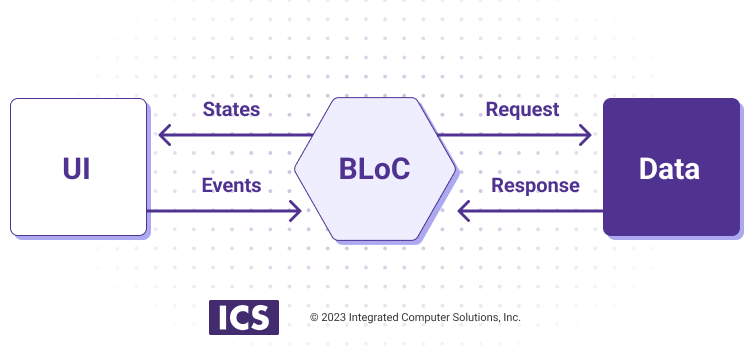 States
Request
UI
BLoC
Data
Events
Response
ICS
© 2023 Integrated Computer Solutions, Inc.